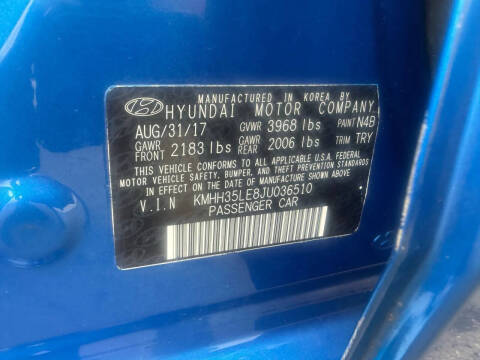 MANUFACTURED IN KOREA BY
HYUNDAI MOTOR COMPANY
AUG/31/17 GVWR 3968 lbs PAINT N4B
GAWR FRONT 2183 lbs GAWR REAR 2006 lbs TRIM TRY
THIS VEHICLE CONFORMS TO ALL APPLICABLE U.S.A. FEDERAL
MOTOR VEHICLE SAFETY, BUMPER, AND THEFT PREVENTION STANDARDS
IN EFFECT ON THE DATE OF MANUFACTURE SHOWN ABOVE.
V.I.N KMHH35LE8JU036510
PASSENGER CAR